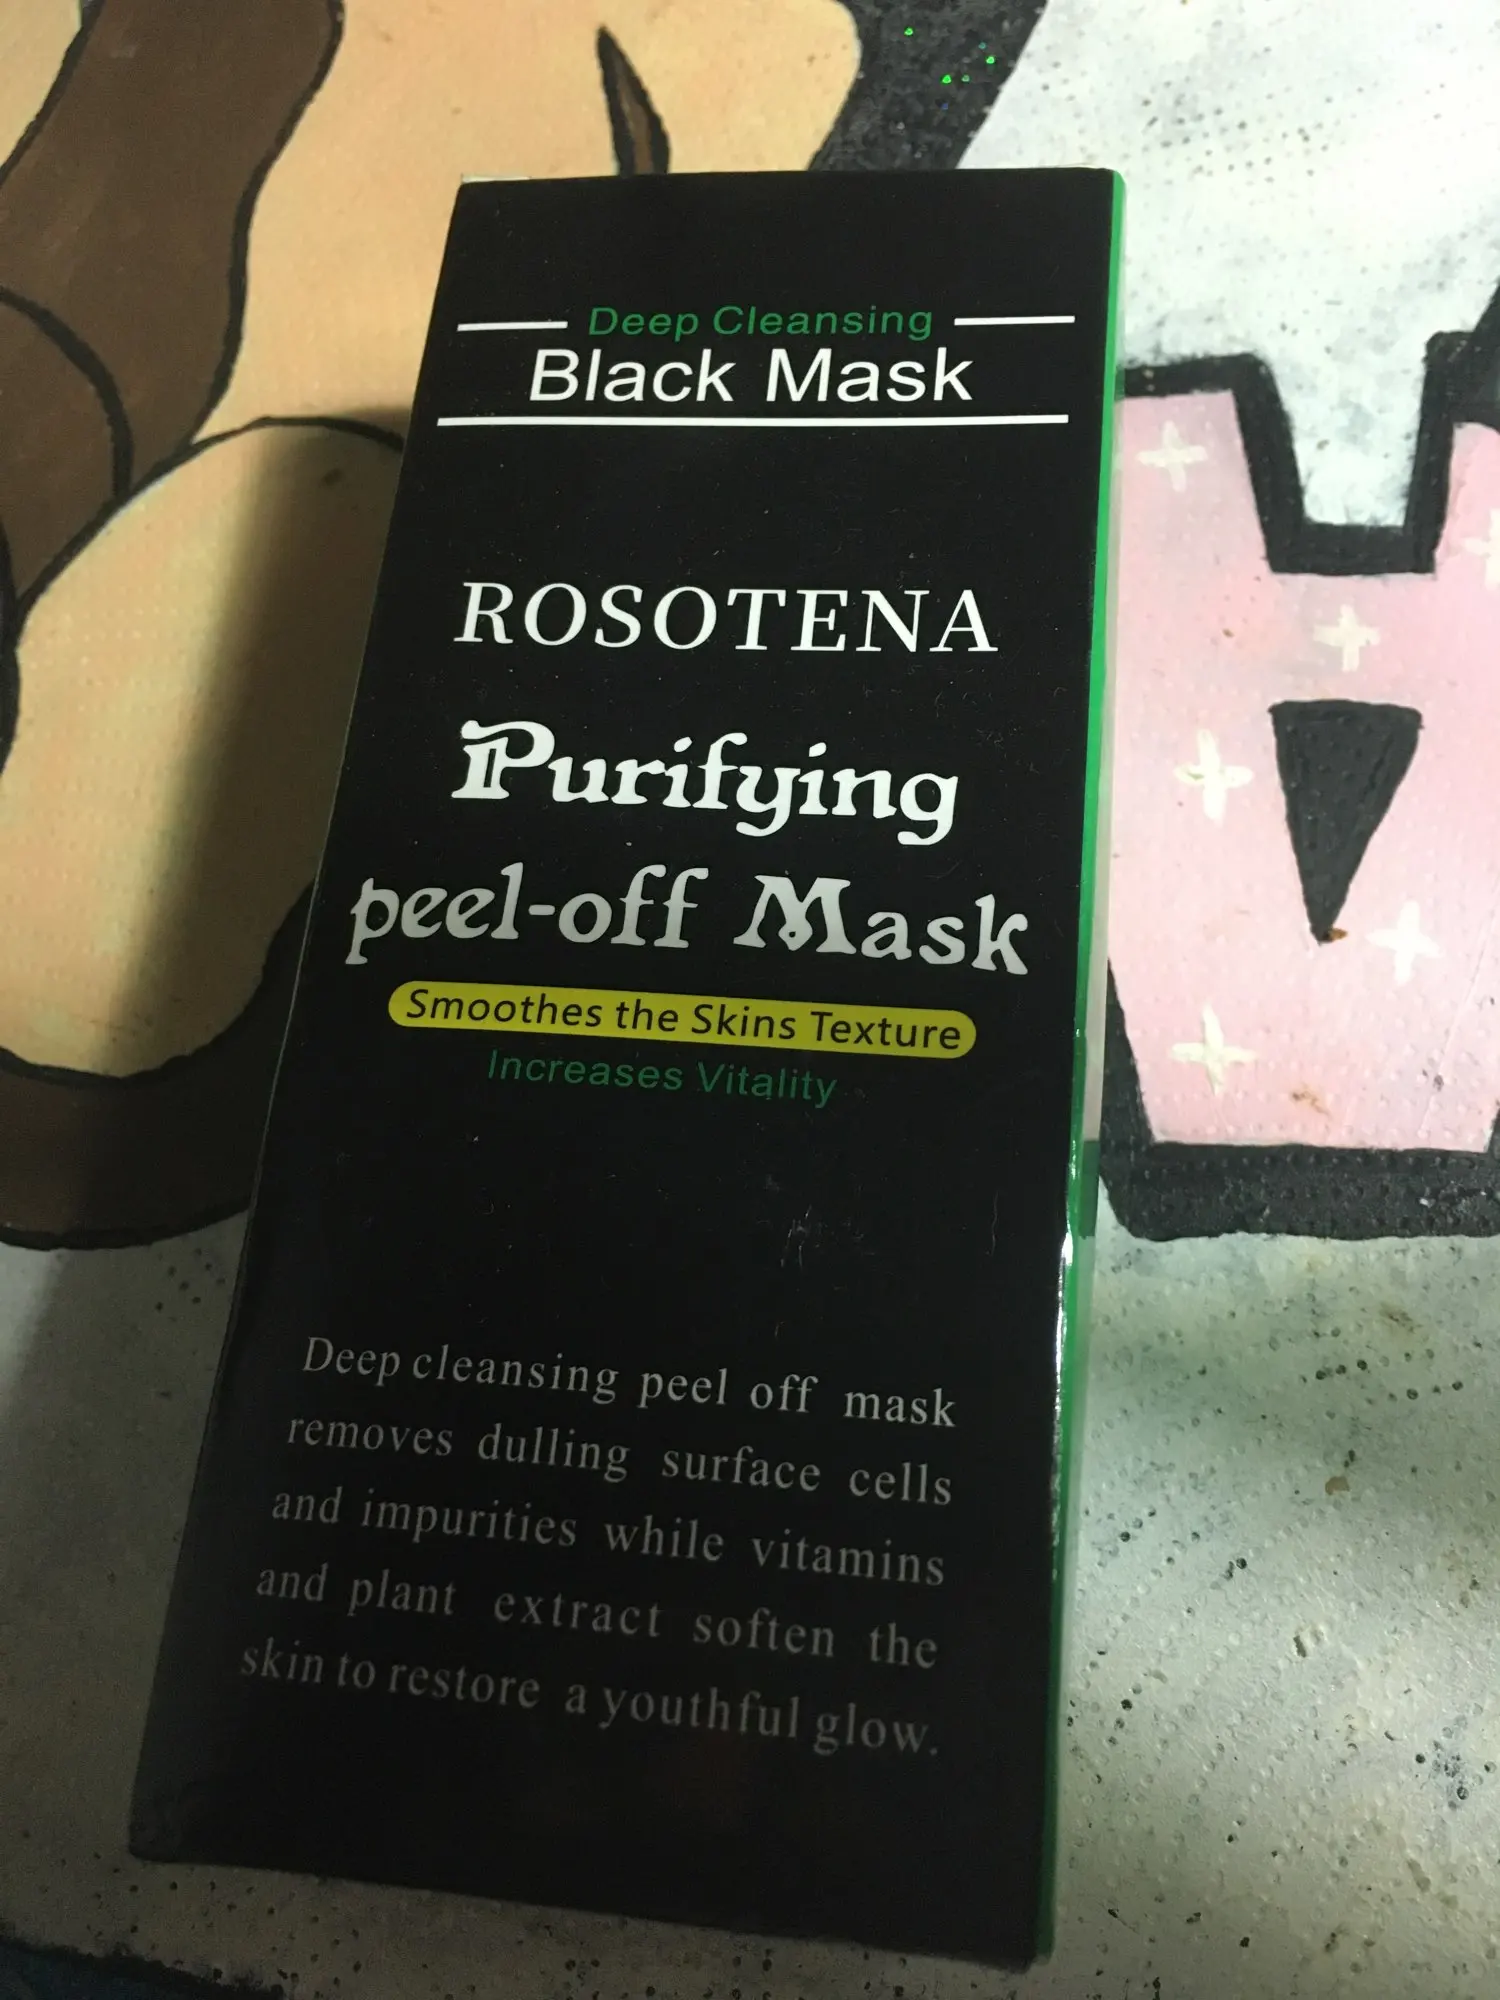 Deep Cleansing
Black Mask
ROSOTENA
Purifying
peel-off Mask
Smoothes the Skins Texture
Increases Vitality
Deep cleansing peel off mask
removes dulling surface cells
and impurities while vitamins
and plant extract soften the
skin to restore a youthful glow.